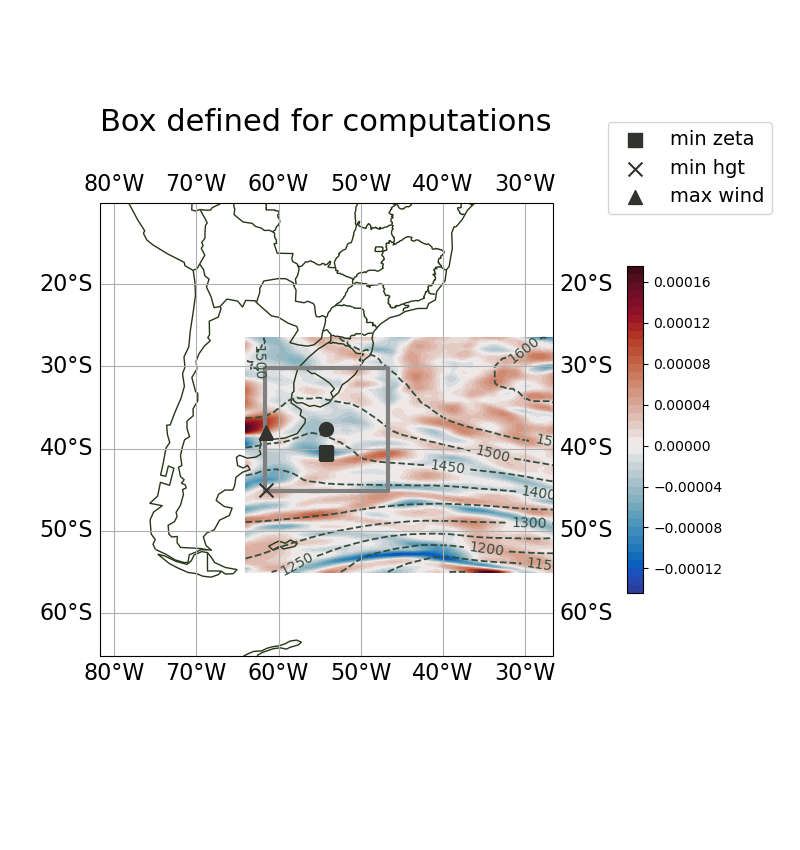 Box defined for computations
min zeta
min hgt
max wind
80°W 70°W 60°W 50°W 40°W 30°W
20°S 20°S
30°S 30°S
40°S 40°S
50°S 50°S
60°S 60°S
80°W 70°W 60°W 50°W 40°W 30°W
1500
1600
15
1500
1450
1400
1300
1200
1250
115
0.00016
0.00012
0.00008
0.00004
0.00000
−0.00004
−0.00008
−0.00012